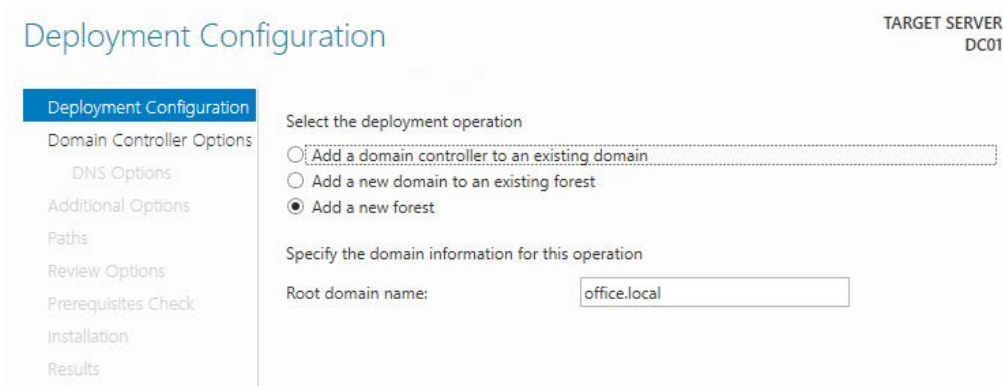 Deployment Configuration
TARGET SERVER
DC01
Deployment Configuration
Domain Controller Options
DNS Options
Additional Options
Paths
Review Options
Prerequisites Check
Installation
Results
Select the deployment operation
Add a domain controller to an existing domain
Add a new domain to an existing forest
Add a new forest
Specify the domain information for this operation
Root domain name: office.local